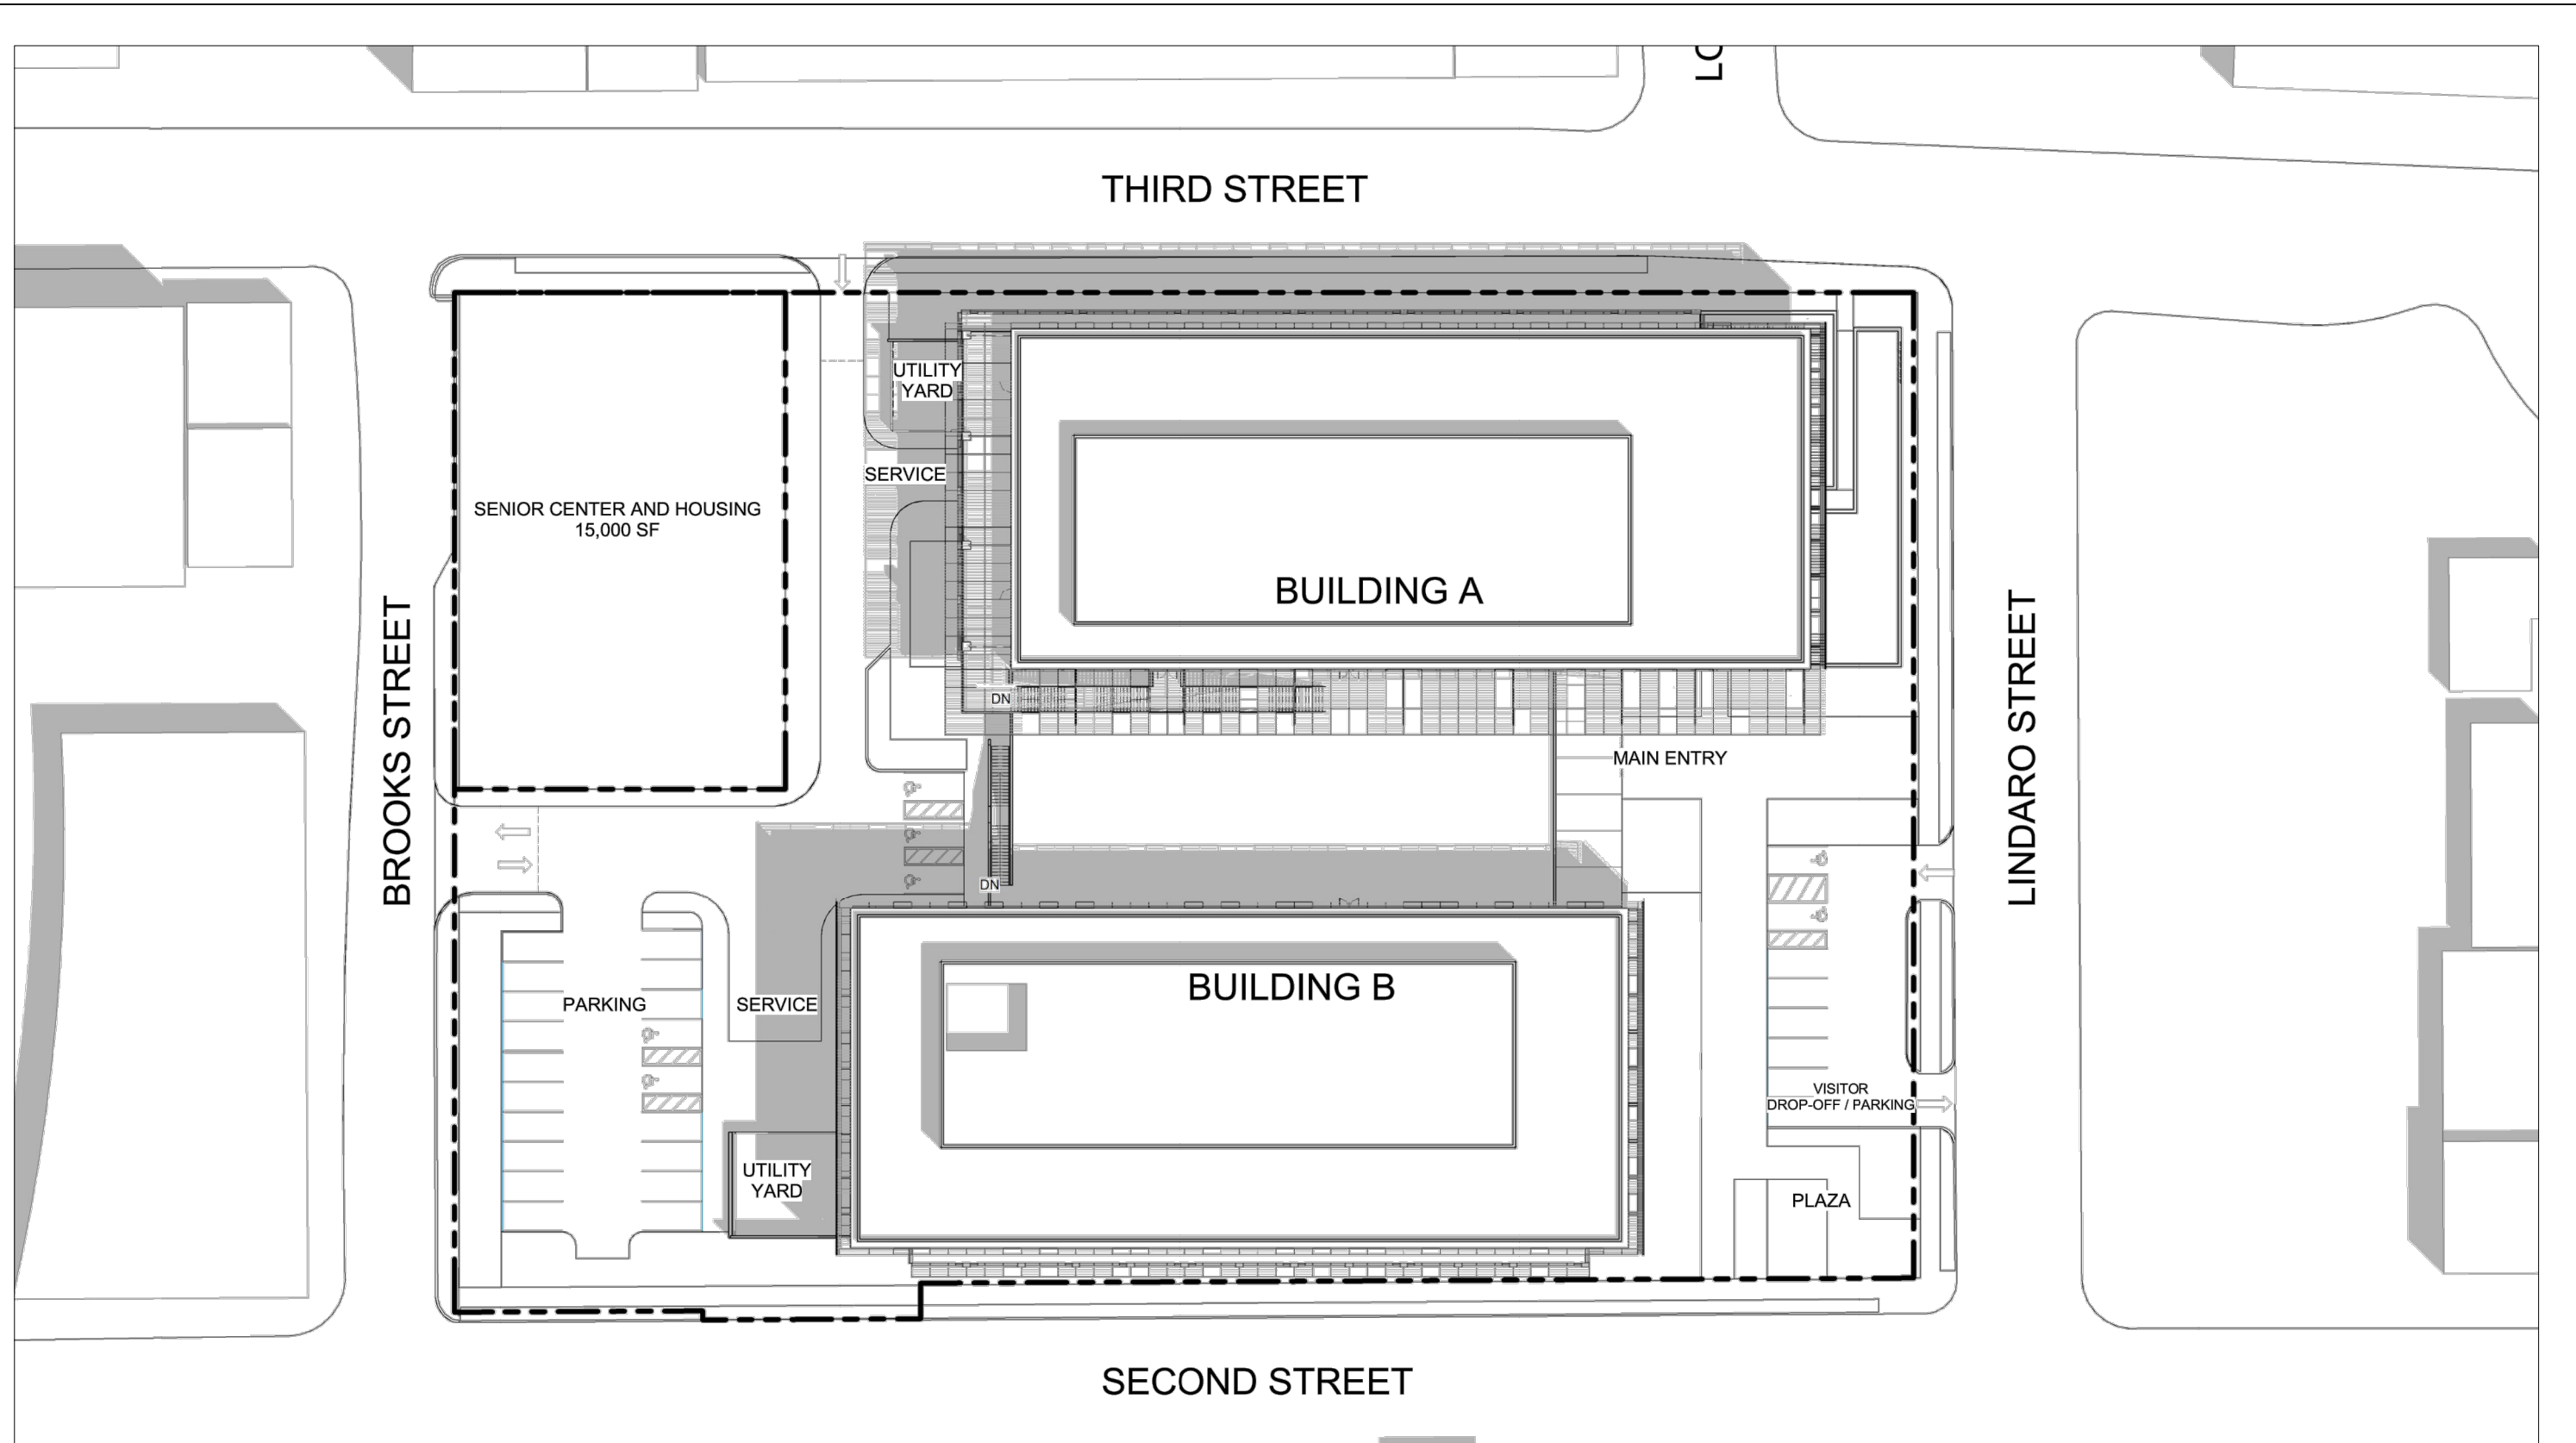 THIRD STREET
UTILITY
YARD
SERVICE
SENIOR CENTER AND HOUSING
15,000 SF
BUILDING A
BROOKS STREET
LINDARO STREET
DN
MAIN ENTRY
DN
BUILDING B
PARKING
SERVICE
VISITOR
DROP-OFF / PARKING
UTILITY
YARD
PLAZA
SECOND STREET